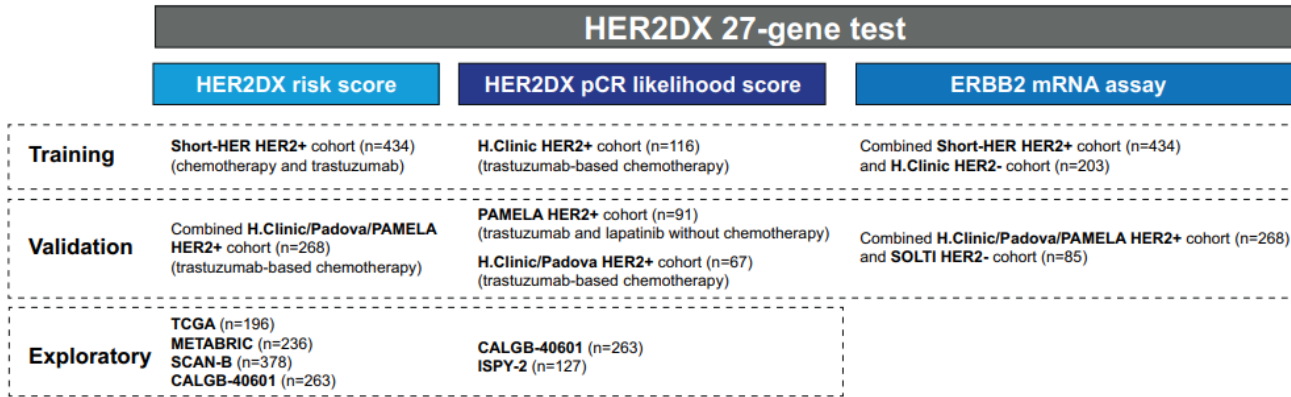 HER2DX 27-gene test
HER2DX risk score
HER2DX pCR likelihood score
ERBB2 mRNA assay
Training
Short-HER HER2+ cohort (n=434)
(chemotherapy and trastuzumab)
H.Clinic HER2+ cohort (n=116)
(trastuzumab-based chemotherapy)
Combined Short-HER HER2+ cohort (n=434)
and H.Clinic HER2- cohort (n=203)
Validation
Combined H.Clinic/Padova/PAMELA
HER2+ cohort (n=268)
(trastuzumab-based chemotherapy)
PAMELA HER2+ cohort (n=91)
(trastuzumab and lapatinib without chemotherapy)
H.Clinic/Padova HER2+ cohort (n=67)
(trastuzumab-based chemotherapy)
Combined H.Clinic/Padova/PAMELA HER2+ cohort (n=268)
and SOLTI HER2- cohort (n=85)
Exploratory
TCGA (n=196)
METABRIC (n=236)
SCAN-B (n=378)
CALGB-40601 (n=263)
CALGB-40601 (n=263)
ISPY-2 (n=127)